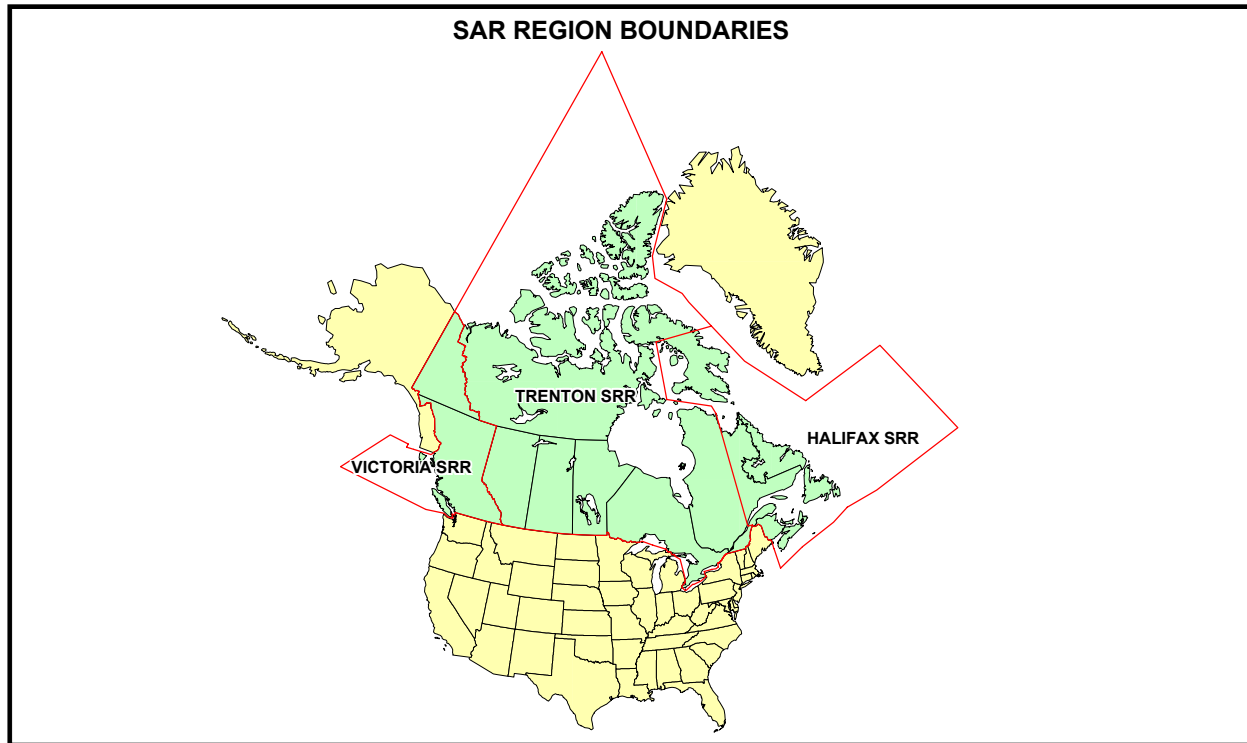 SAR REGION BOUNDARIES
TRENTON SRR
HALIFAX SRR
VICTORIA SRR